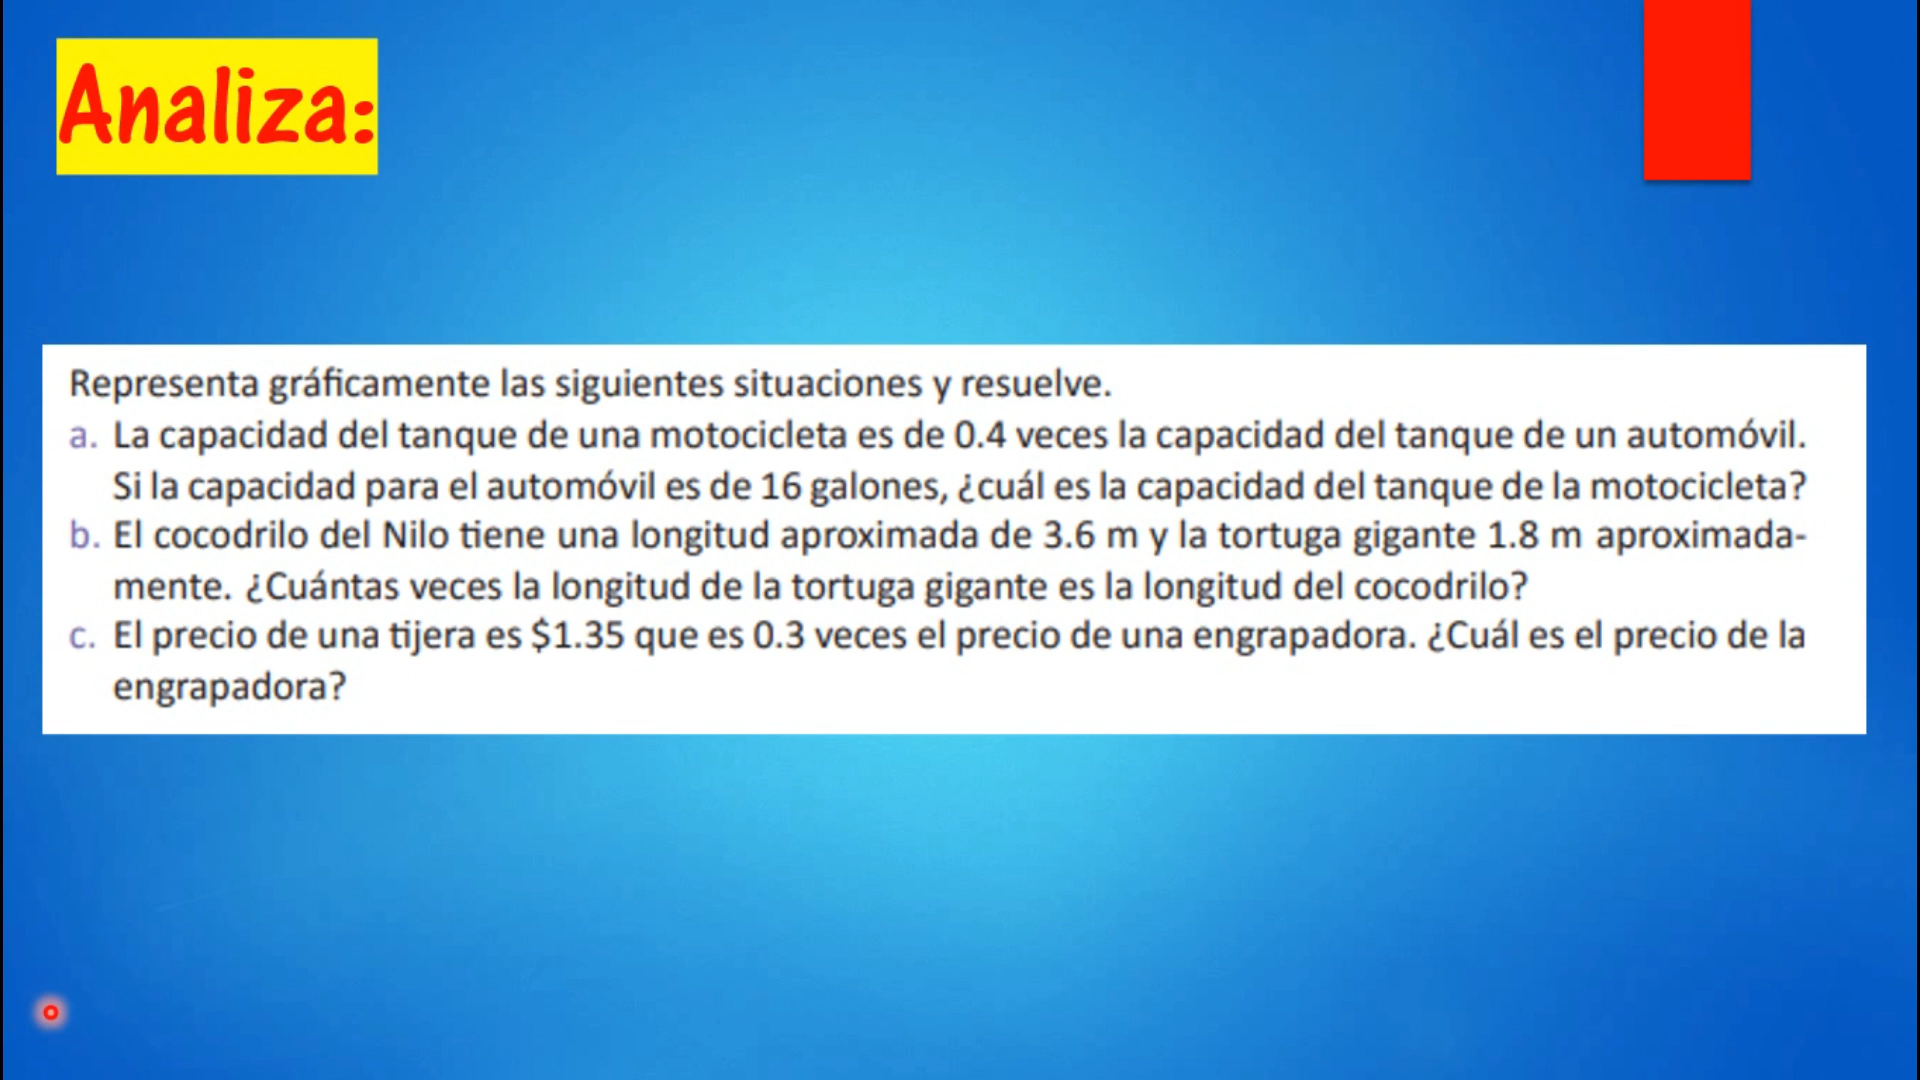 Analiza:
Representa gráficamente las siguientes situaciones y resuelve.
a. La capacidad del tanque de una motocicleta es de 0.4 veces la capacidad del tanque de un automóvil.
Si la capacidad para el automóvil es de 16 galones, ¿cuál es la capacidad del tanque de la motocicleta?
b. El cocodrilo del Nilo tiene una longitud aproximada de 3.6 m y la tortuga gigante 1.8 m aproximada-
mente. ¿Cuántas veces la longitud de la tortuga gigante es la longitud del cocodrilo?
c. El precio de una tijera es $1.35 que es 0.3 veces el precio de una engrapadora. ¿Cuál es el precio de la
engrapadora?